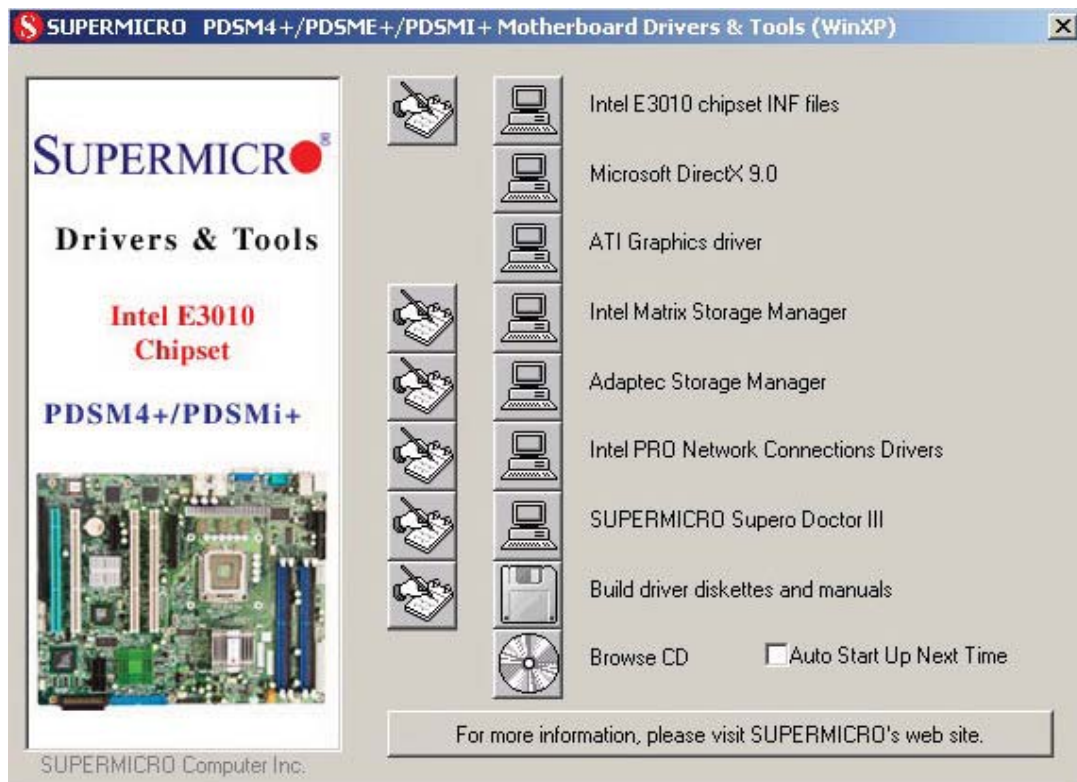 SUPERMICRO PDSM4+/PDSME+/PDSMI+ Motherboard Drivers & Tools (WinXP)
SUPERMICRO®
Drivers & Tools
Intel E3010
Chipset
PDSM4+/PDSMi+
SUPERMICRO Computer Inc.
Intel E3010 chipset INF files
Microsoft DirectX 9.0
ATI Graphics driver
Intel Matrix Storage Manager
Adaptec Storage Manager
Intel PRO Network Connections Drivers
SUPERMICRO Supero Doctor III
Build driver diskettes and manuals
Browse CD
Auto Start Up Next Time
For more information, please visit SUPERMICRO's web site.